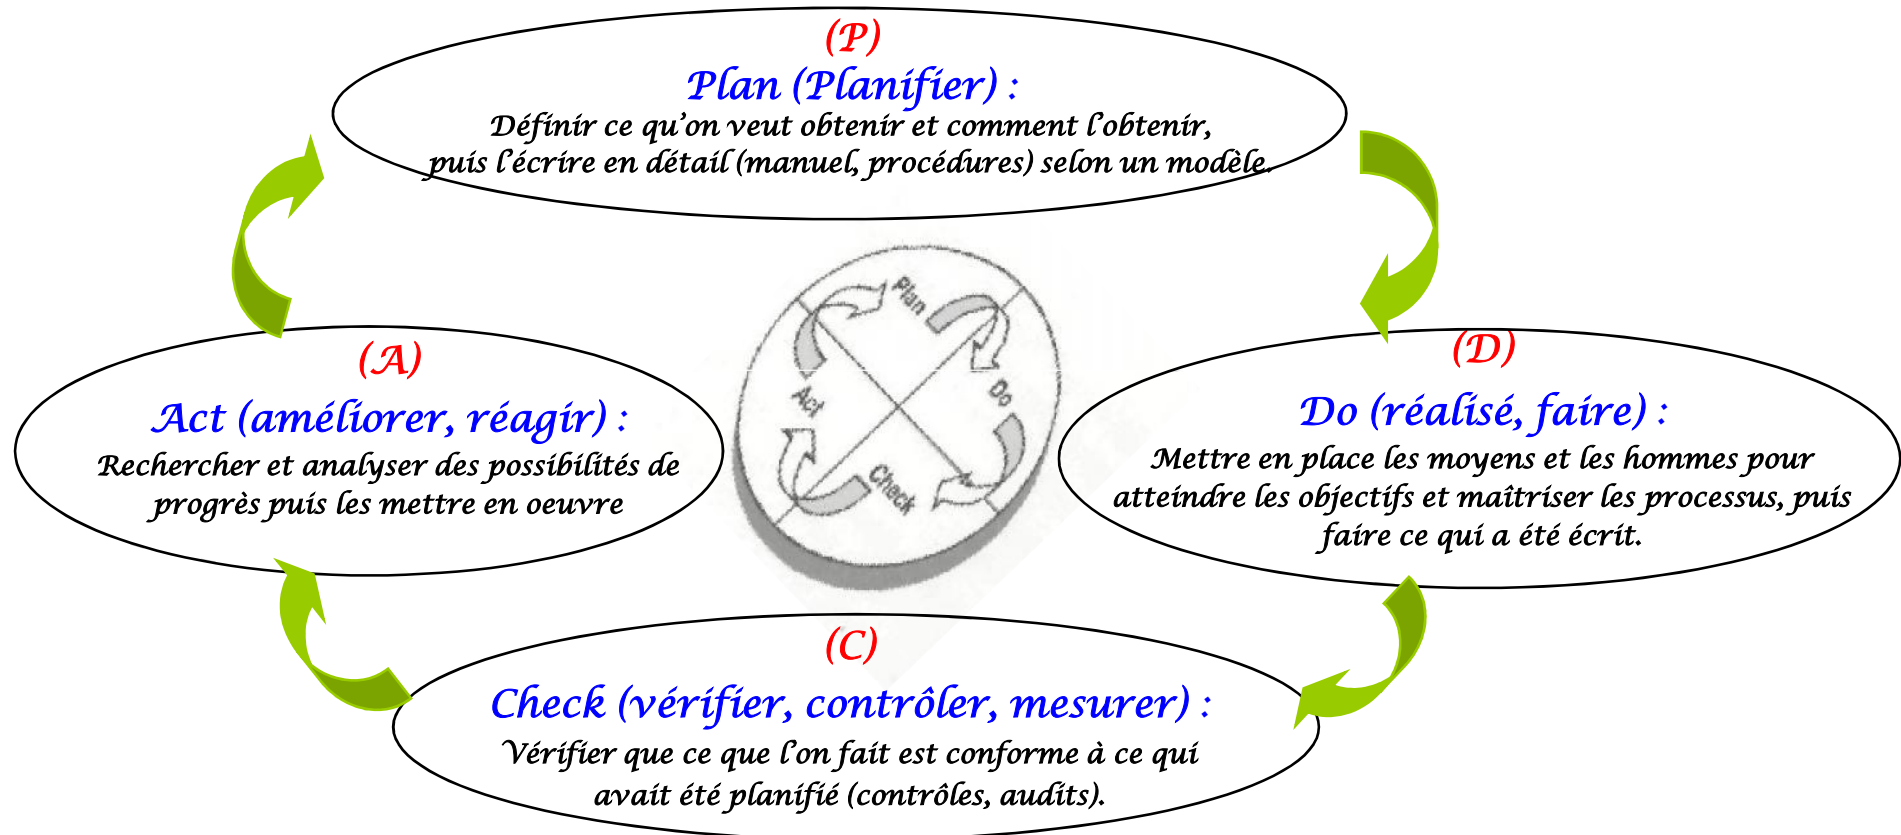 (P)
Plan (Planifier) :
Définir ce qu'on veut obtenir et comment l'obtenir,
puis l'écrire en détail (manuel, procédures) selon un modèle.
(A)
Act (améliorer, réagir) :
Rechercher et analyser des possibilités de
progrès puis les mettre en oeuvre
Plan
Do
Check
Act
(D)
Do (réalisé, faire) :
Mettre en place les moyens et les hommes pour
atteindre les objectifs et maîtriser les processus, puis
faire ce qui a été écrit.
(C)
Check (vérifier, contrôler, mesurer) :
Vérifier que ce que l'on fait est conforme à ce qui
avait été planifié (contrôles, audits).